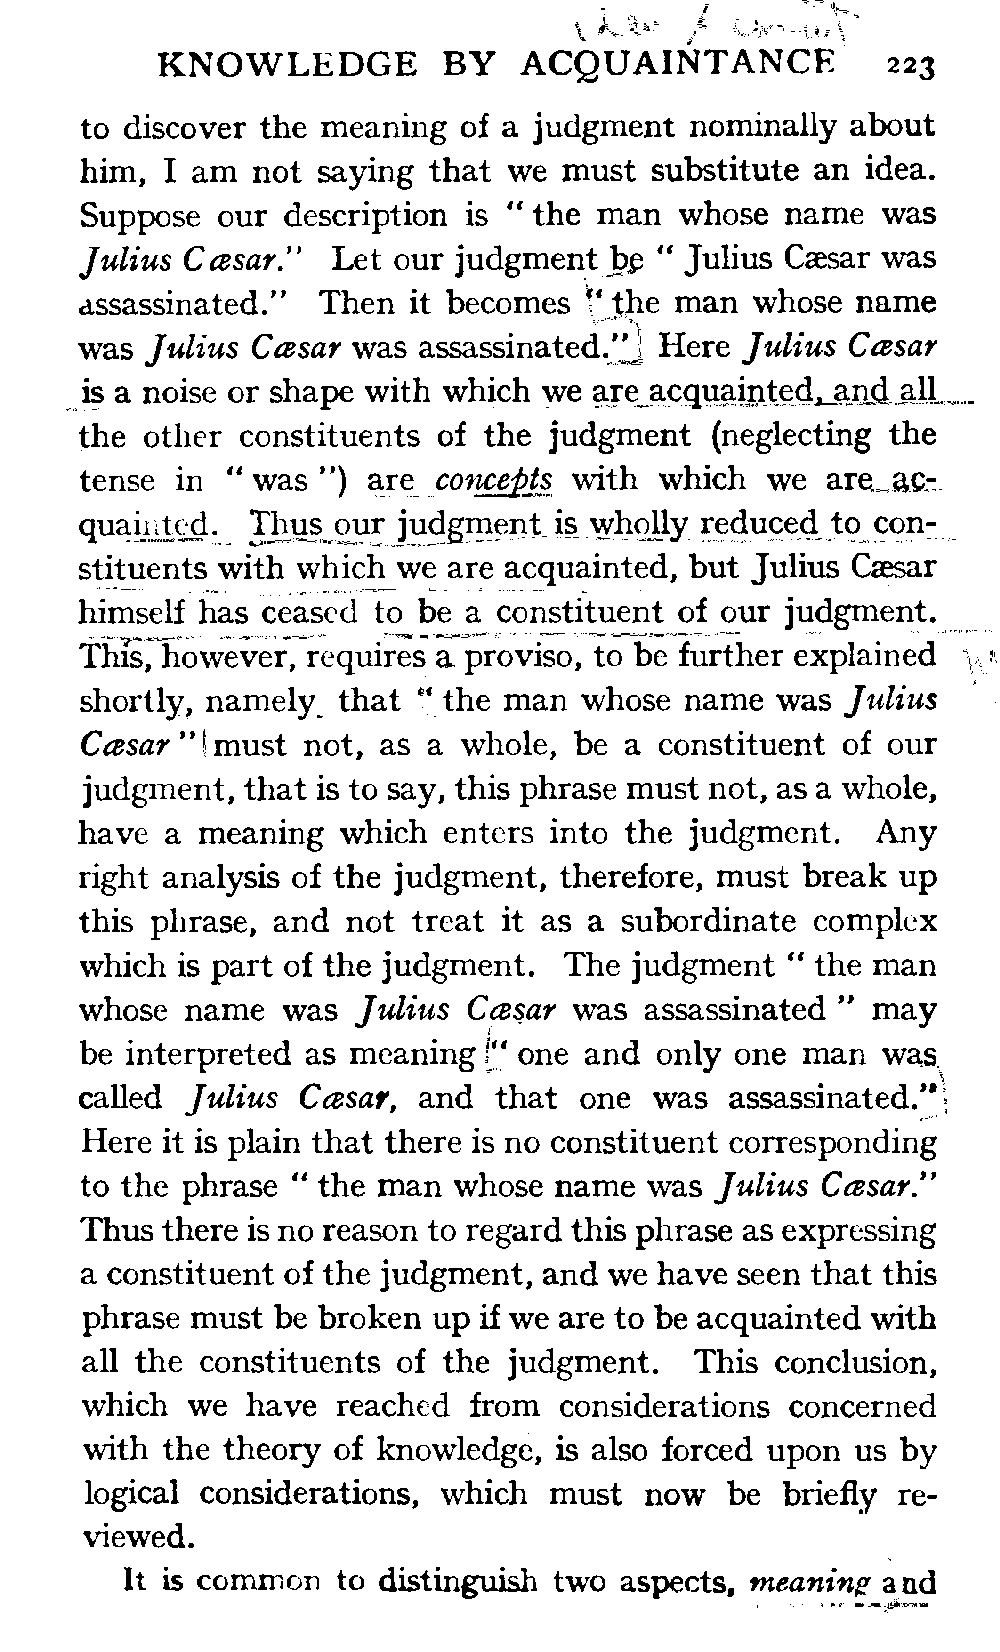 KNOWLEDGE BY ACQUAINTANCE 223
to discover the meaning of a judgment nominally about
him, I am not saying that we must substitute an idea.
Suppose our description is “ the man whose name was
Julius Cæsar.” Let our judgment be “ Julius Cæsar was
assassinated.” Then it becomes “ the man whose name
was Julius Cæsar was assassinated.” Here Julius Cæsar
is a noise or shape with which we are acquainted, and all
the other constituents of the judgment (neglecting the
tense in “ was ”) are concepts with which we are ac-
quainted. Thus our judgment is wholly reduced to con-
stituents with which we are acquainted, but Julius Cæsar
himself has ceased to be a constituent of our judgment.
This, however, requires a proviso, to be further explained
shortly, namely that “ the man whose name was Julius
Cæsar ” must not, as a whole, be a constituent of our
judgment, that is to say, this phrase must not, as a whole,
have a meaning which enters into the judgment. Any
right analysis of the judgment, therefore, must break up
this phrase, and not treat it as a subordinate complex
which is part of the judgment. The judgment “ the man
whose name was Julius Cæsar was assassinated ” may
be interpreted as meaning “ one and only one man was
called Julius Cæsar, and that one was assassinated.”
Here it is plain that there is no constituent corresponding
to the phrase “ the man whose name was Julius Cæsar.”
Thus there is no reason to regard this phrase as expressing
a constituent of the judgment, and we have seen that this
phrase must be broken up if we are to be acquainted with
all the constituents of the judgment. This conclusion,
which we have reached from considerations concerned
with the theory of knowledge, is also forced upon us by
logical considerations, which must now be briefly re-
viewed.
It is common to distinguish two aspects, meaning and